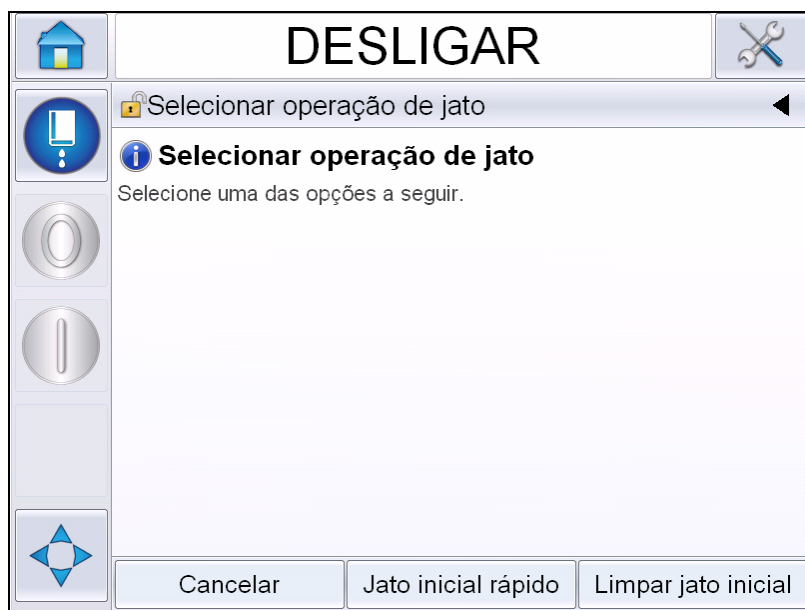 DESLIGAR
Selecionar operação de jato
Selecionar operação de jato
Selecione uma das opções a seguir.
Cancelar
Jato inicial rápido
Limpar jato inicial